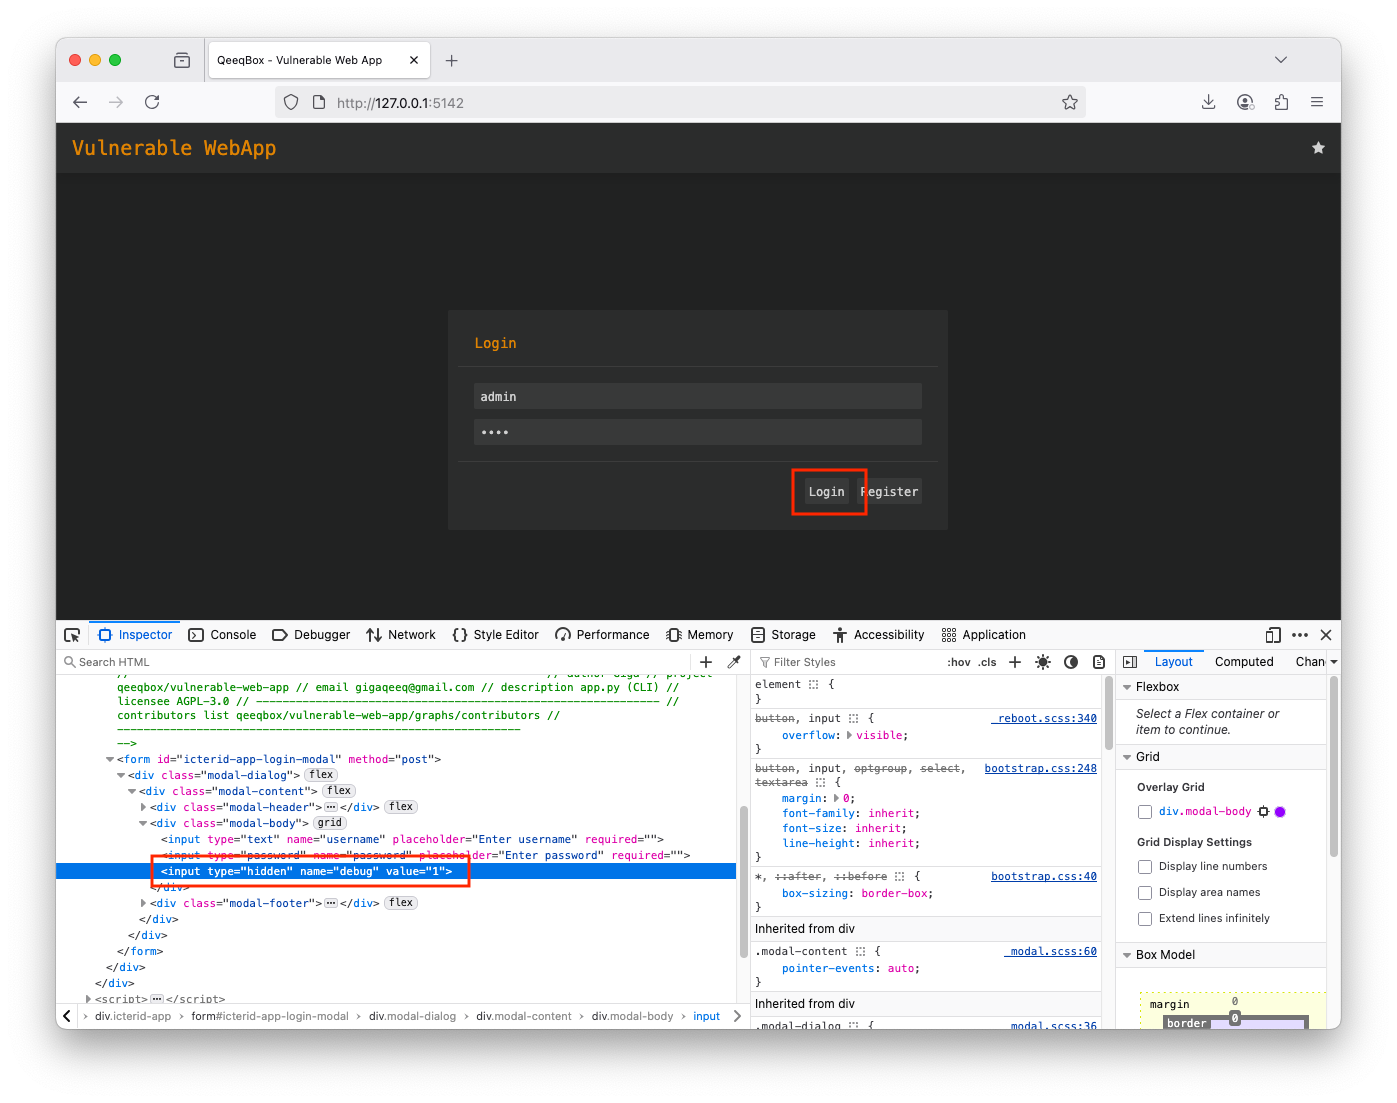 QeeqBox - Vulnerable Web App
http://127.0.0.1:5142
Vulnerable WebApp
Login
admin
••••
Login Register
Inspector Console Debugger Network Style Editor Performance Memory Storage Accessibility Application
Search HTML
// -------------------------------------------------------------- // author Giga // project
qeeqbox/vulnerable-web-app // email gigaqeeq@gmail.com // description app.py (CLI) //
licensee AGPL-3.0 // ------------------------------------------------------------- //
contributors list qeeqbox/vulnerable-web-app/graphs/contributors //
-------------------------------------------------------------
-->
<form id="icterid-app-login-modal" method="post">
<div class="modal-dialog"> flex
<div class="modal-content"> flex
<div class="modal-header">⋯</div> flex
<div class="modal-body"> grid
<input type="text" name="username" placeholder="Enter username" required="">
<input type="password" name="password" placeholder="Enter password" required="">
<input type="hidden" name="debug" value="1">
</div>
<div class="modal-footer">⋯</div> flex
</div>
</div>
</form>
</div>
</div>
<script>⋯</script>
div.icterid-app › form#icterid-app-login-modal › div.modal-dialog › div.modal-content › div.modal-body › input
Filter Styles :hov .cls
element {
}
button, input { _reboot.scss:340
overflow: visible;
}
button, input, optgroup, select, bootstrap.css:248
textarea {
margin: 0;
font-family: inherit;
font-size: inherit;
line-height: inherit;
}
*, ::after, ::before { bootstrap.css:40
box-sizing: border-box;
}
Inherited from div
.modal-content { _modal.scss:60
pointer-events: auto;
}
Inherited from div
.modal-dialog { _modal.scss:36
Layout Computed Chan
Flexbox
Select a Flex container or
item to continue.
Grid
Overlay Grid
div.modal-body
Grid Display Settings
Display line numbers
Display area names
Extend lines infinitely
Box Model
margin 0
border 0